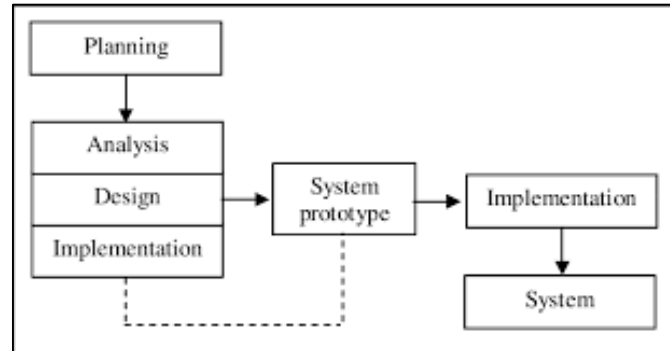 Planning
Analysis
Design
Implementation
System
prototype
Implementation
System